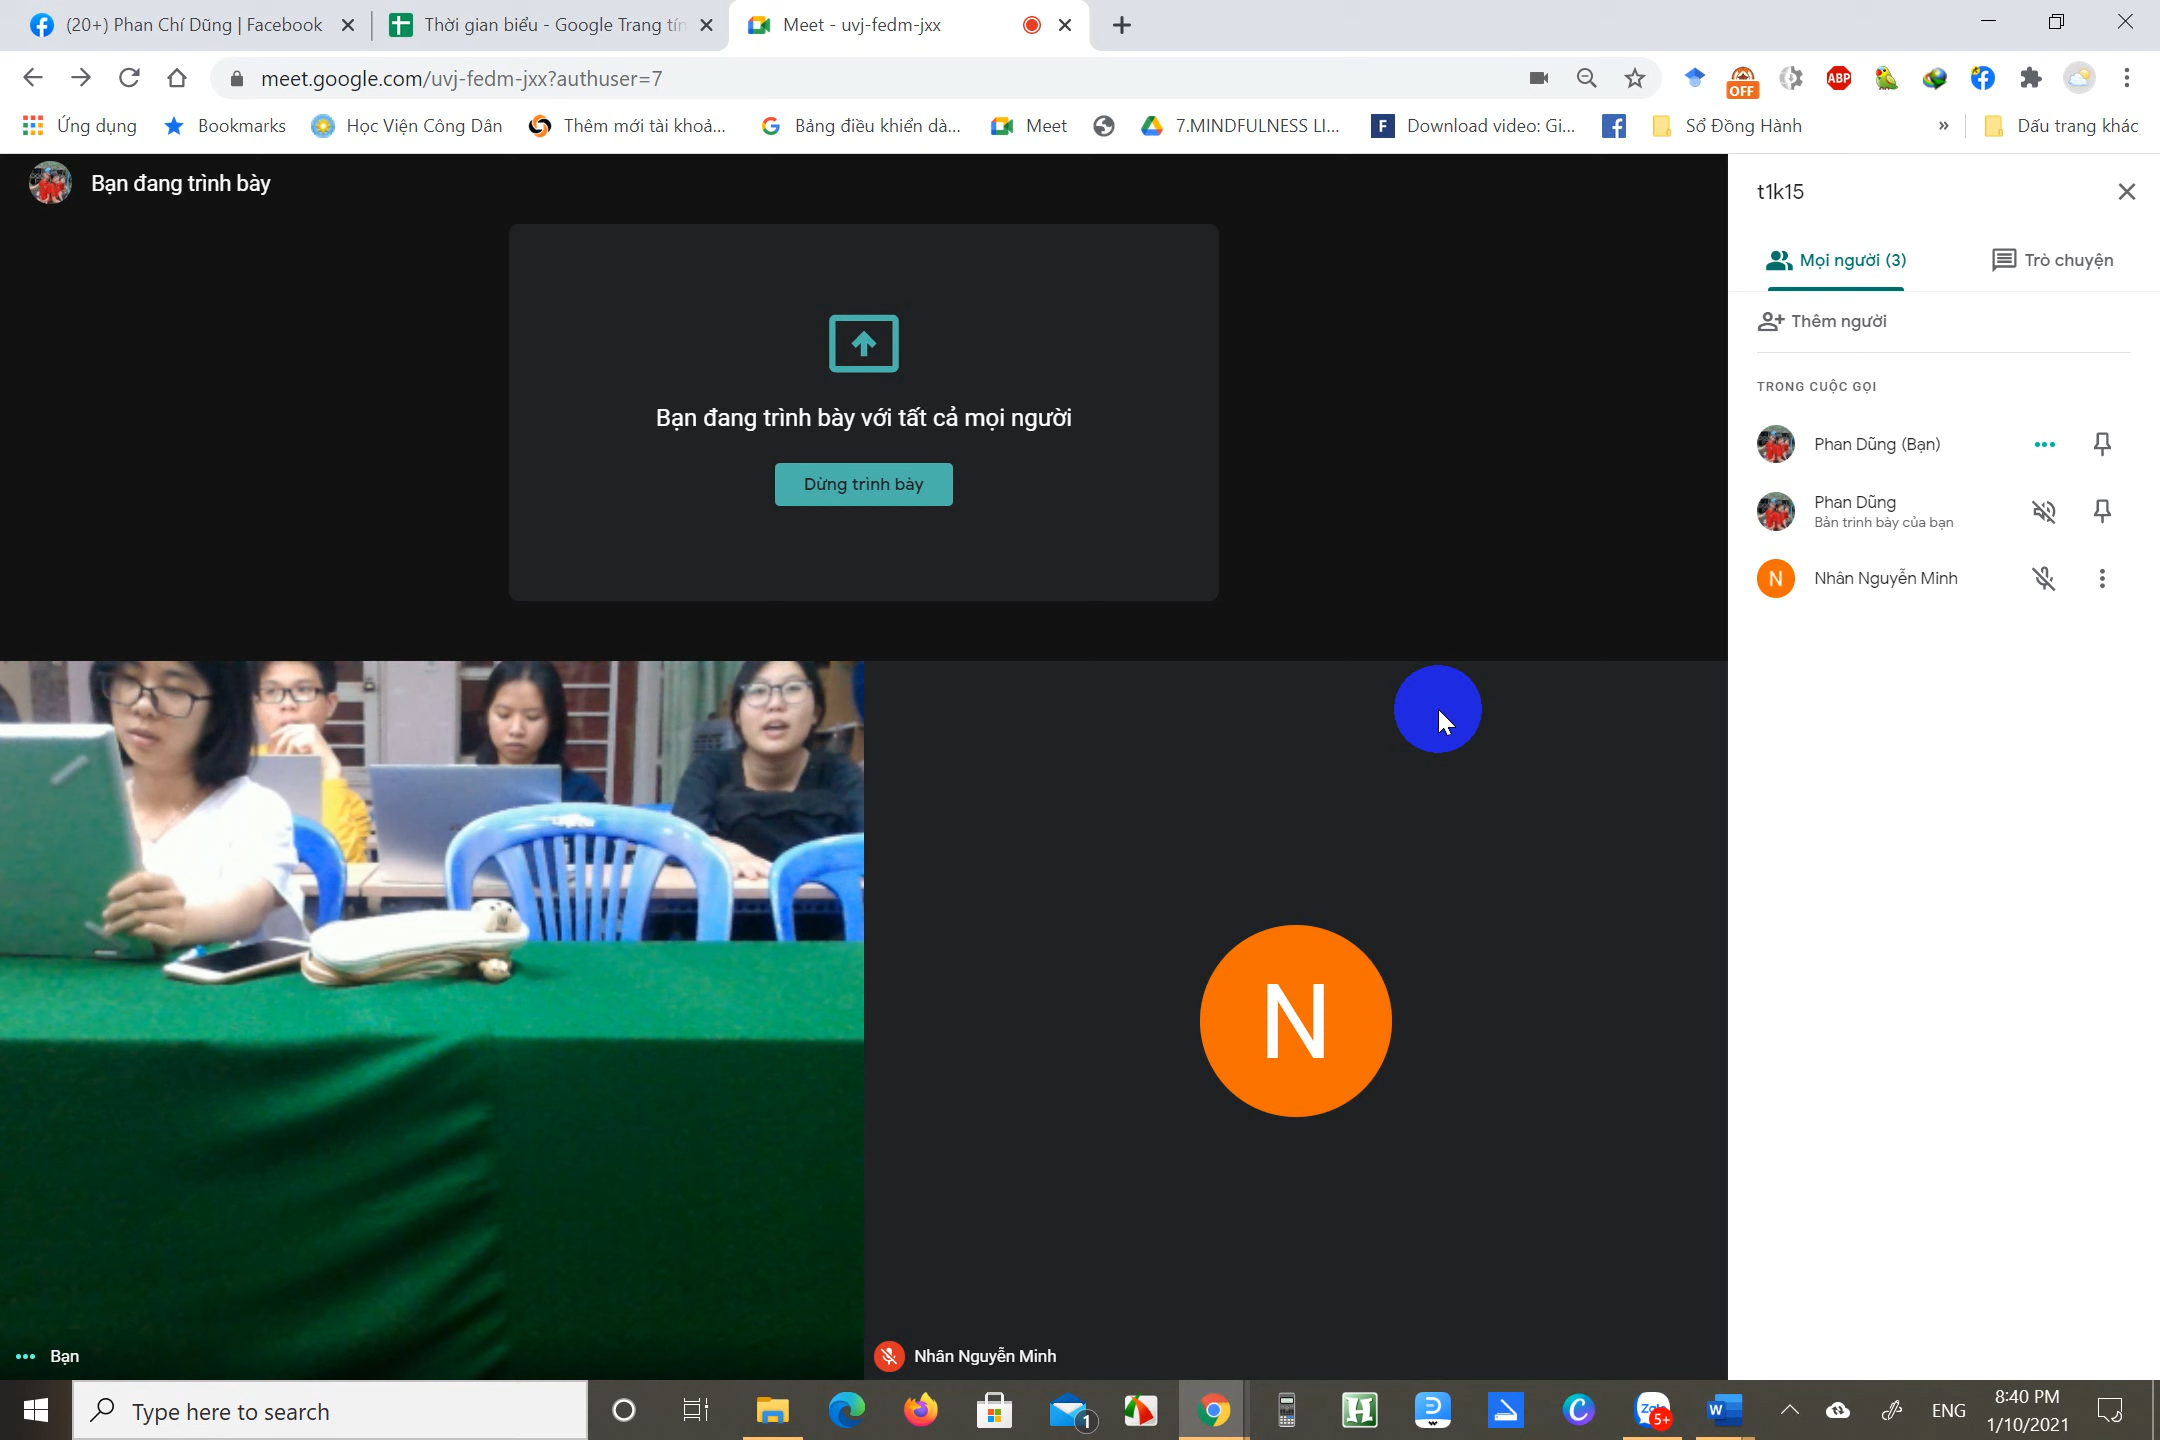 (20+) Phan Chí Dũng | Facebook
Thời gian biểu - Google Trang tín
Meet - uvj-fedm-jxx
meet.google.com/uvj-fedm-jxx?authuser=7
OFF
ABP
Ứng dụng
Bookmarks
Học Viện Công Dân
Thêm mới tài khoả...
Bảng điều khiển dà...
Meet
7.MINDFULNESS LI...
F
Download video: Gi...
Sổ Đồng Hành
»
Dấu trang khác
Bạn đang trình bày
Bạn đang trình bày với tất cả mọi người
Dừng trình bày
t1k15
Mọi người (3)
Trò chuyện
Thêm người
TRONG CUỘC GỌI
Phan Dũng (Bạn)
Phan Dũng
Bản trình bày của bạn
N
Nhân Nguyễn Minh
N
Bạn
Nhân Nguyễn Minh
Type here to search
1
Zalo
5+
W
ENG
8:40 PM
1/10/2021